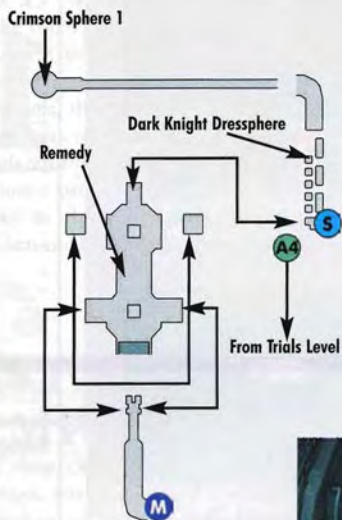 Crimson Sphere 1
Dark Knight Dressphere
Remedy
S
A4
From Trials Level
M